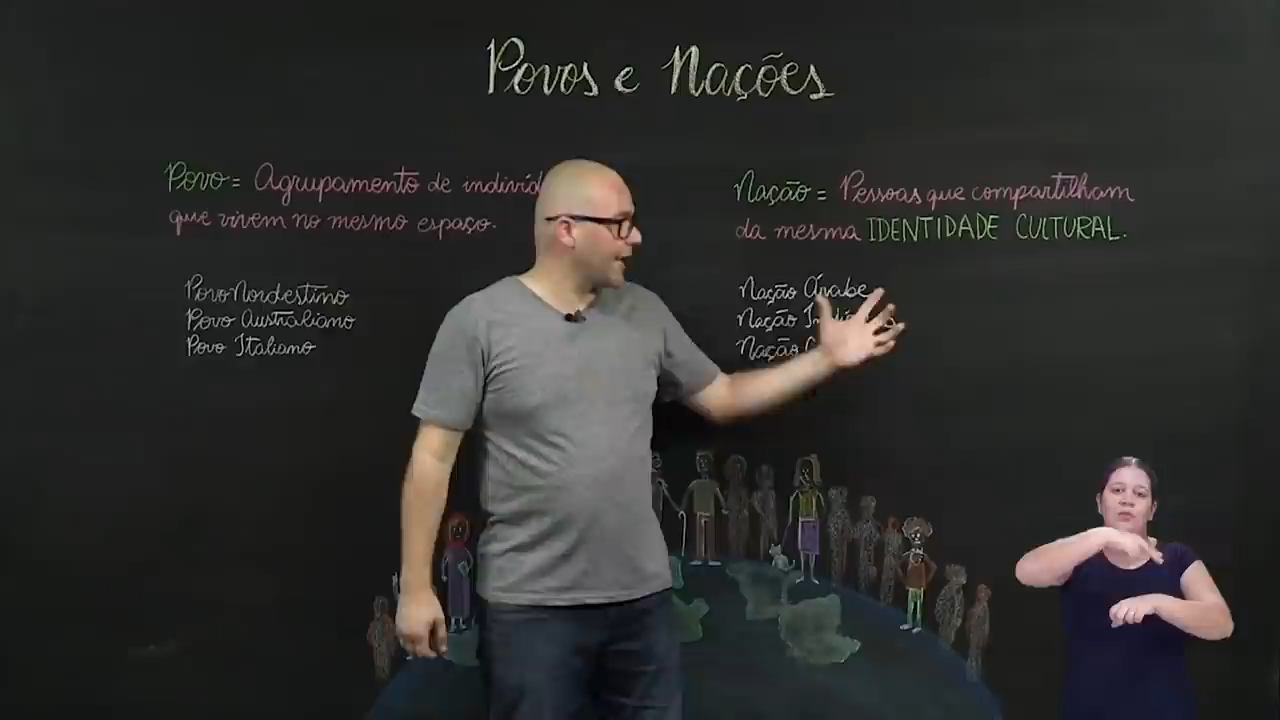 Povos e Nações
Povo = Agrupamento de
que vivem no mesmo espaço.
Povo Nordestino
Povo Australiano
Povo Italiano
Nação = Pessoas que compartilham
da mesma IDENTIDADE CULTURAL.
Nação Árabe
Nação
Nação